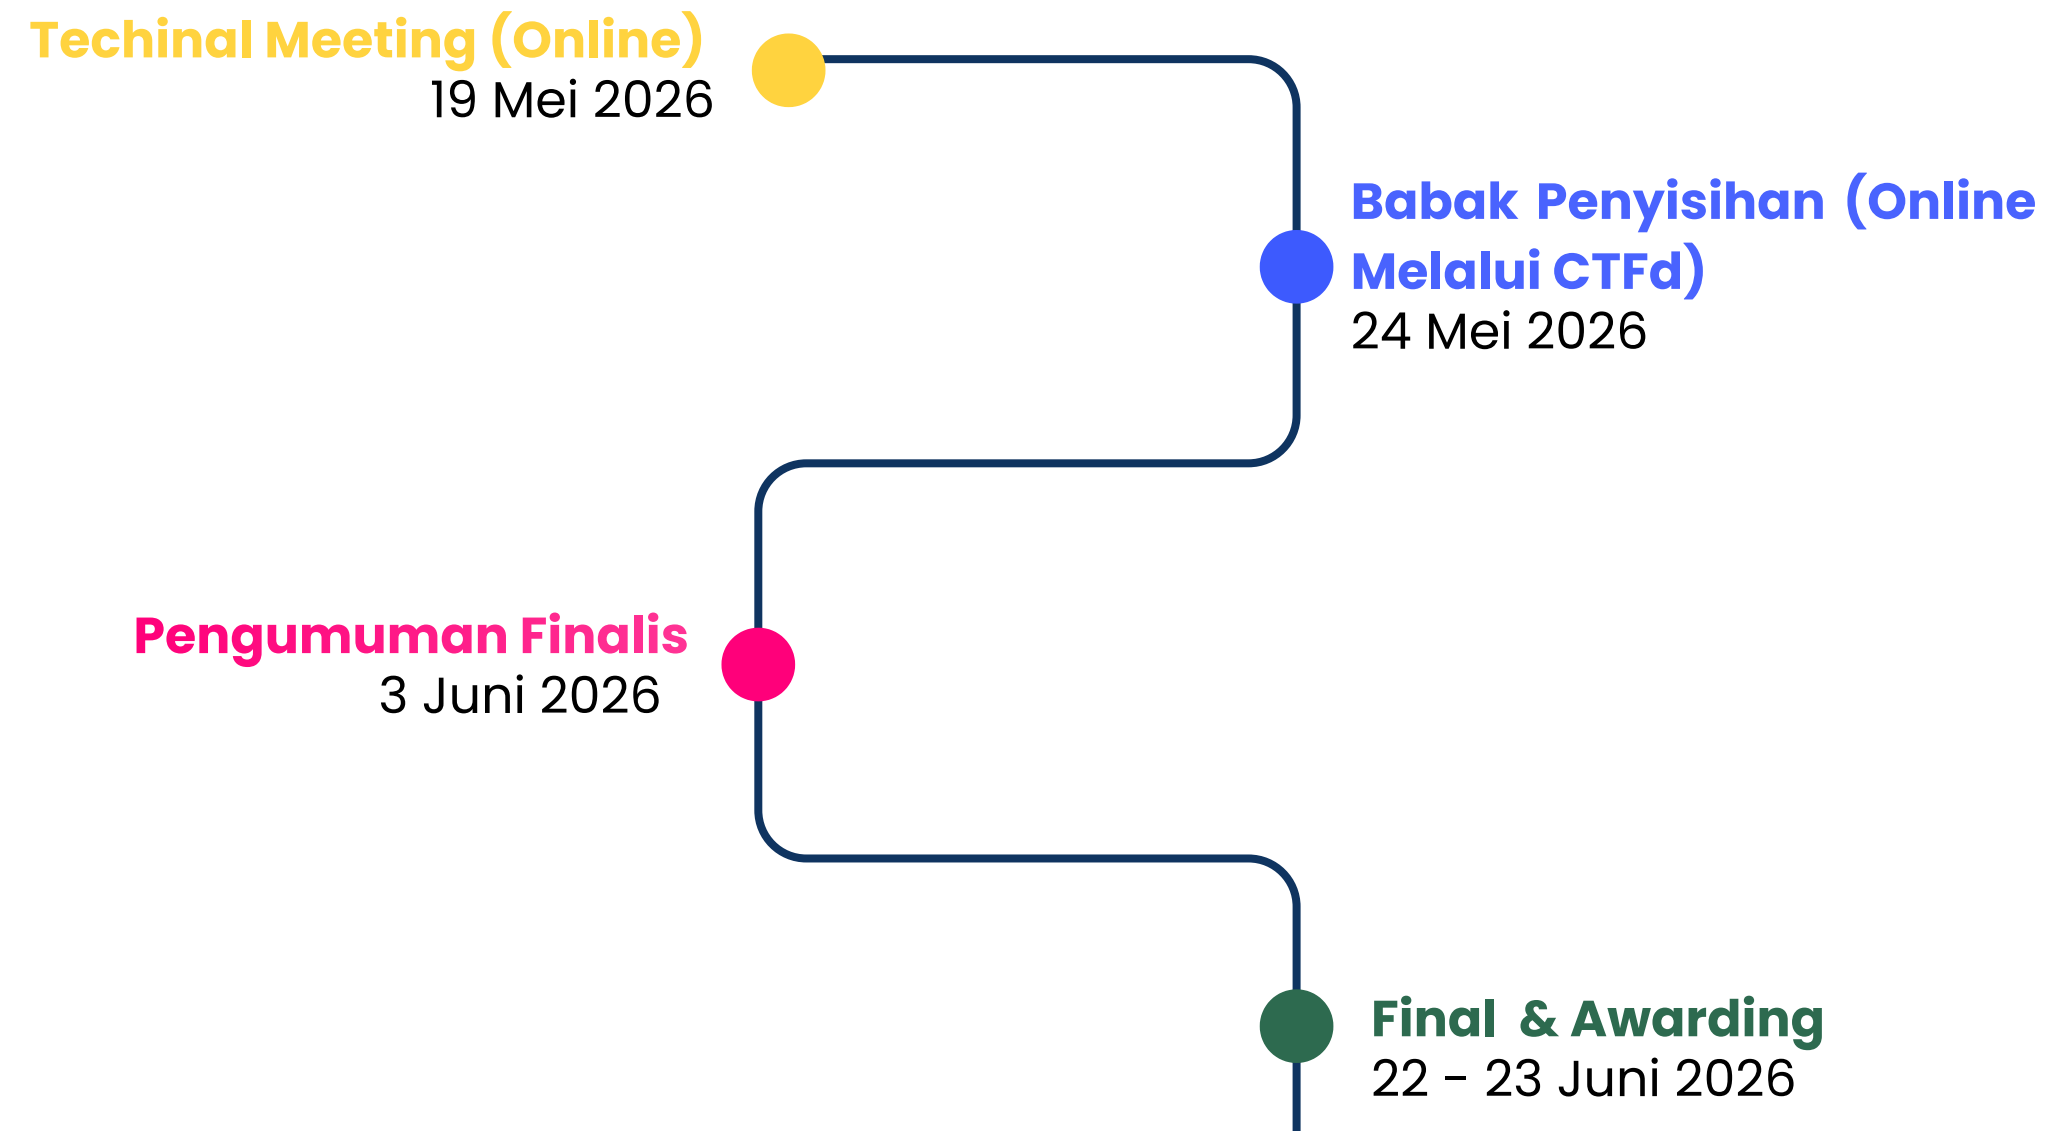 Techinal Meeting (Online)
19 Mei 2026
Babak Penyisihan (Online
Melalui CTFd)
24 Mei 2026
Pengumuman Finalis
3 Juni 2026
Final & Awarding
22 - 23 Juni 2026